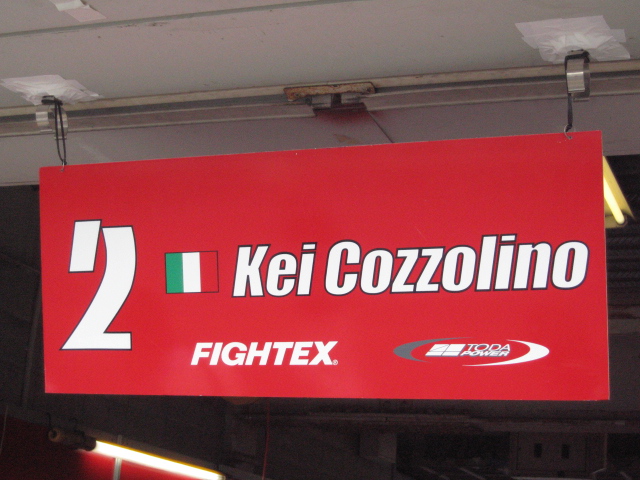 2 Kei Cozzolino
FIGHTEX® TODA POWER